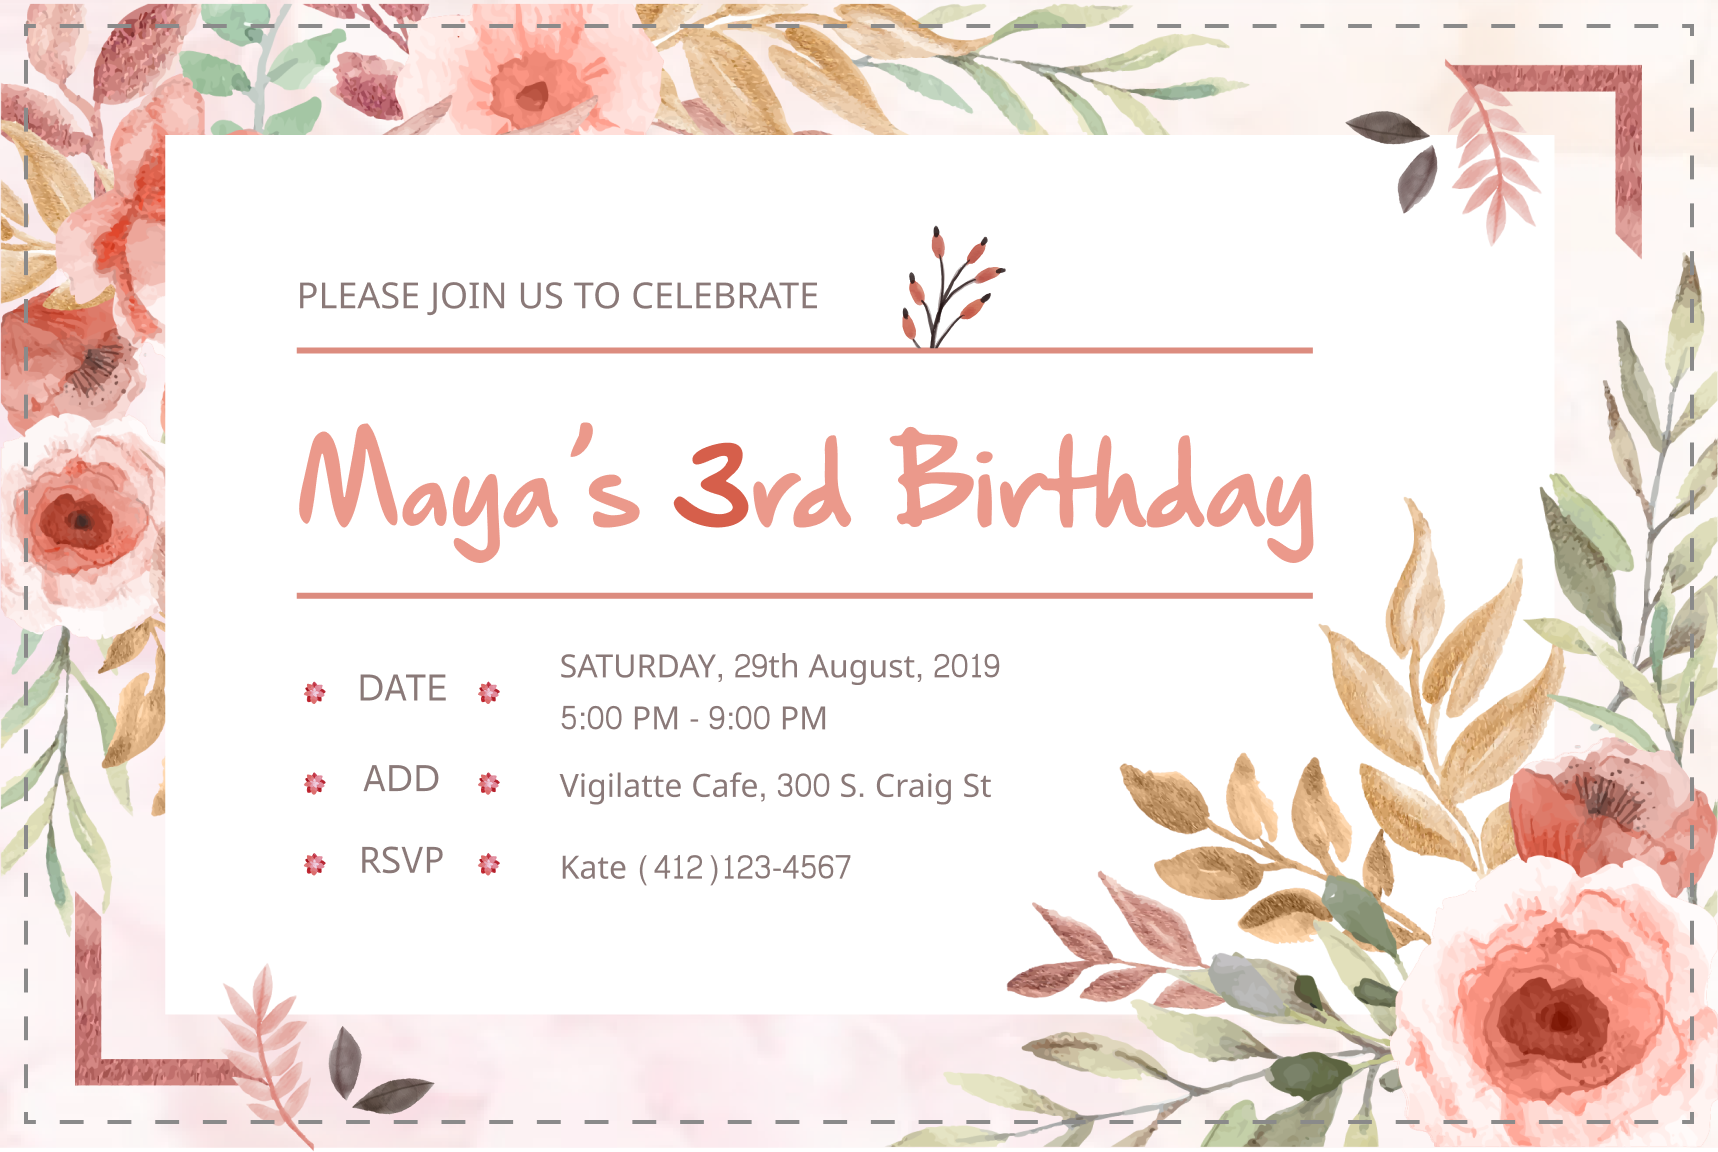 PLEASE JOIN US TO CELEBRATE
Maya's 3rd Birthday
DATE
SATURDAY, 29th August, 2019
5:00 PM - 9:00 PM
ADD
Vigilatte Cafe, 300 S. Craig St
RSVP
Kate (412)123-4567